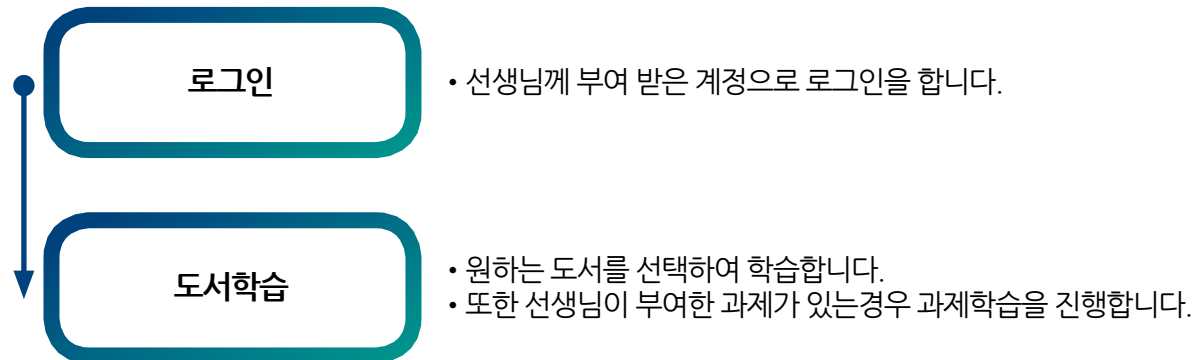 로그인
• 선생님께 부여 받은 계정으로 로그인을 합니다.
도서학습
• 원하는 도서를 선택하여 학습합니다.
• 또한 선생님이 부여한 과제가 있는경우 과제학습을 진행합니다.